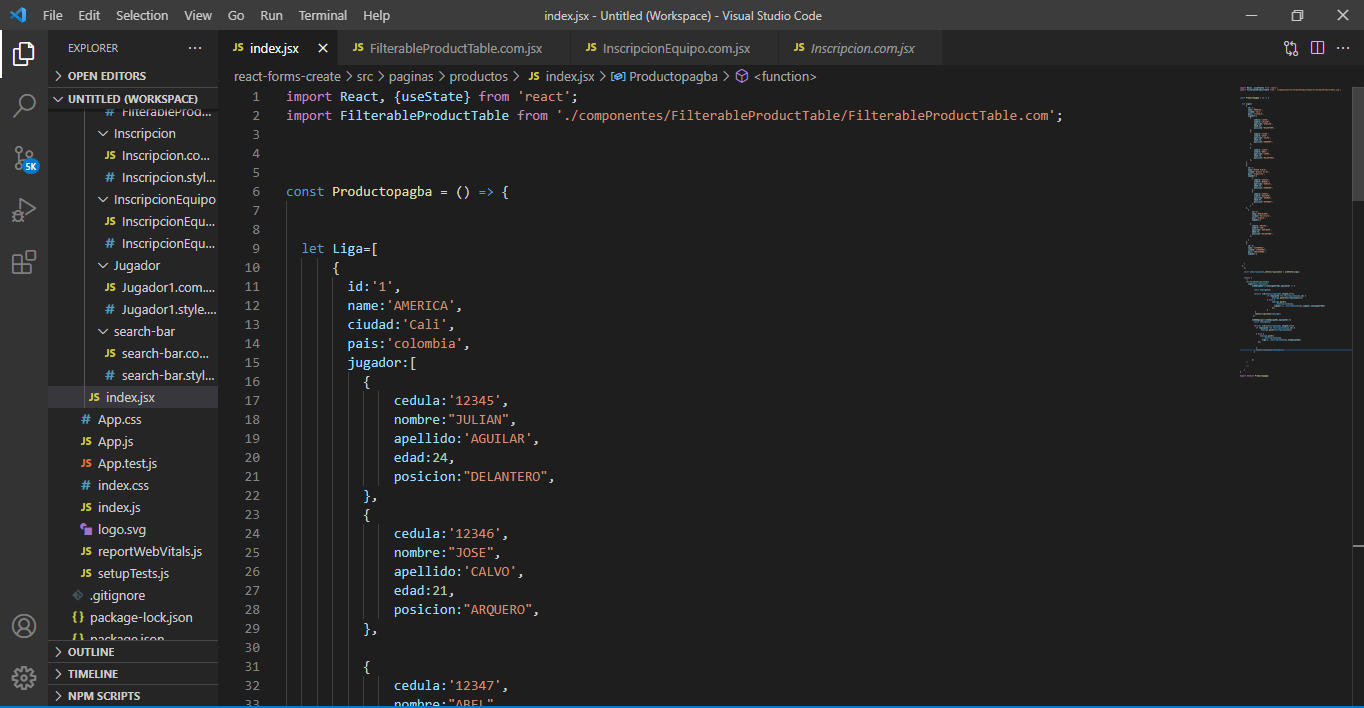 File Edit Selection View Go Run Terminal Help
index.jsx - Untitled (Workspace) - Visual Studio Code
EXPLORER
OPEN EDITORS
UNTITLED (WORKSPACE)
# FilterableProd...
Inscripcion
JS Inscripcion.co...
# Inscripcion.styl...
InscripcionEquipo
JS InscripcionEqu...
# InscripcionEqu...
Jugador
JS Jugador1.com....
# Jugador1.style....
search-bar
JS search-bar.co...
# search-bar.styl...
JS index.jsx
# App.css
JS App.js
JS App.test.js
# index.css
JS index.js
logo.svg
JS reportWebVitals.js
JS setupTests.js
.gitignore
{} package-lock.json
{} package.json
OUTLINE
TIMELINE
NPM SCRIPTS
5K
JS index.jsx
JS FilterableProductTable.com.jsx
JS InscripcionEquipo.com.jsx
JS Inscripcion.com.jsx
react-forms-create > src > paginas > productos > JS index.jsx > Productopagba > <function>
1 import React, {useState} from 'react';
2 import FilterableProductTable from './componentes/FilterableProductTable/FilterableProductTable.com';
3
4
5
6 const Productopagba = () => {
7
8
9 let Liga=[
10 {
11 id:'1',
12 name:'AMERICA',
13 ciudad:'Cali',
14 pais:'colombia',
15 jugador:[
16 {
17 cedula:'12345',
18 nombre:"JULIAN",
19 apellido:'AGUILAR',
20 edad:24,
21 posicion:"DELANTERO",
22 },
23 {
24 cedula:'12346',
25 nombre:"JOSE",
26 apellido:'CALVO',
27 edad:21,
28 posicion:"ARQUERO",
29 },
30
31 {
32 cedula:'12347',
33 nombre:"ABEL"